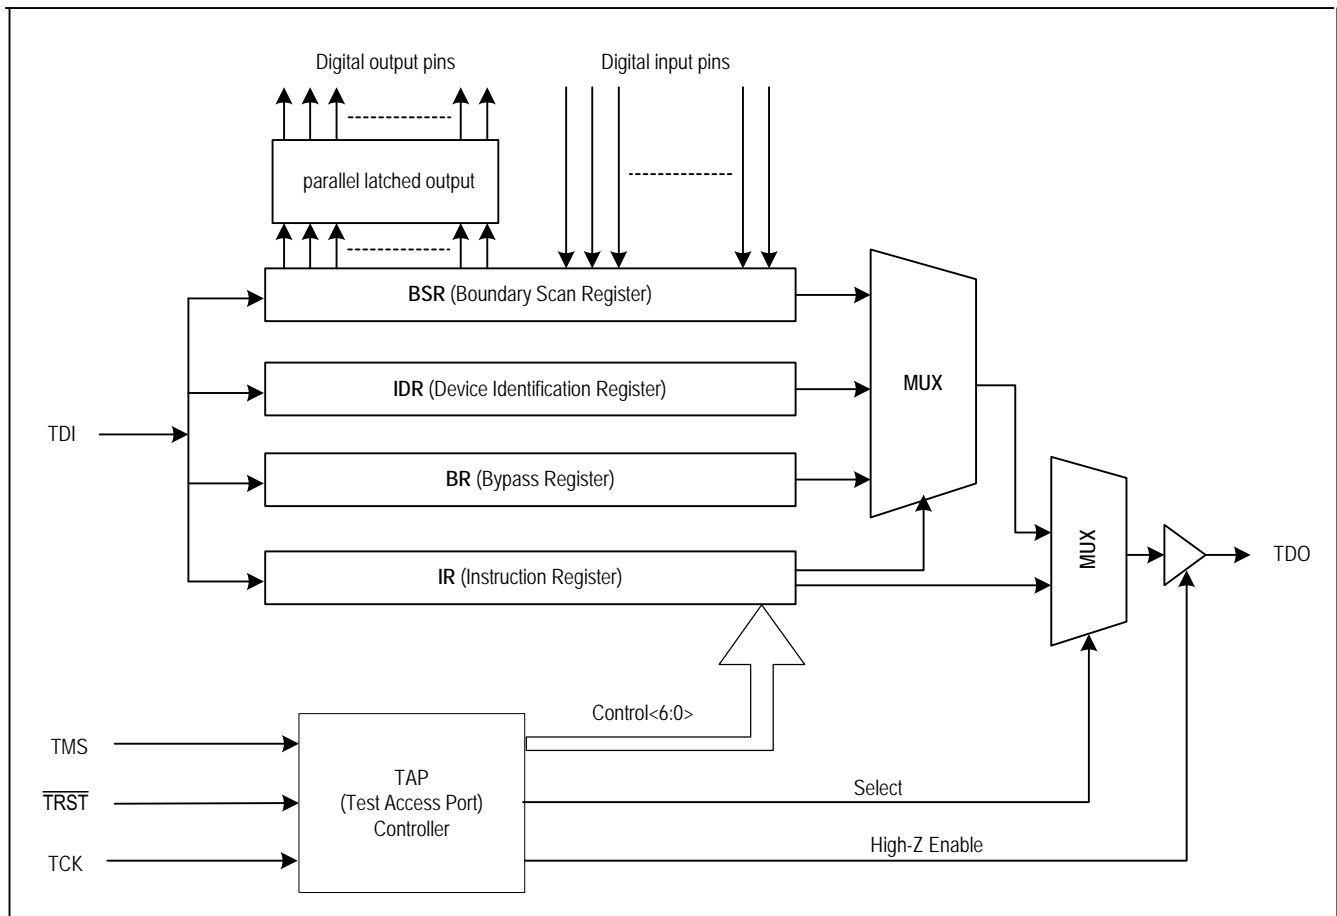 Digital output pins
Digital input pins
parallel latched output
BSR (Boundary Scan Register)
IDR (Device Identification Register)
MUX
TDI
BR (Bypass Register)
IR (Instruction Register)
MUX
TDO
Control<6:0>
TMS
TRST
TCK
TAP
(Test Access Port)
Controller
Select
High-Z Enable